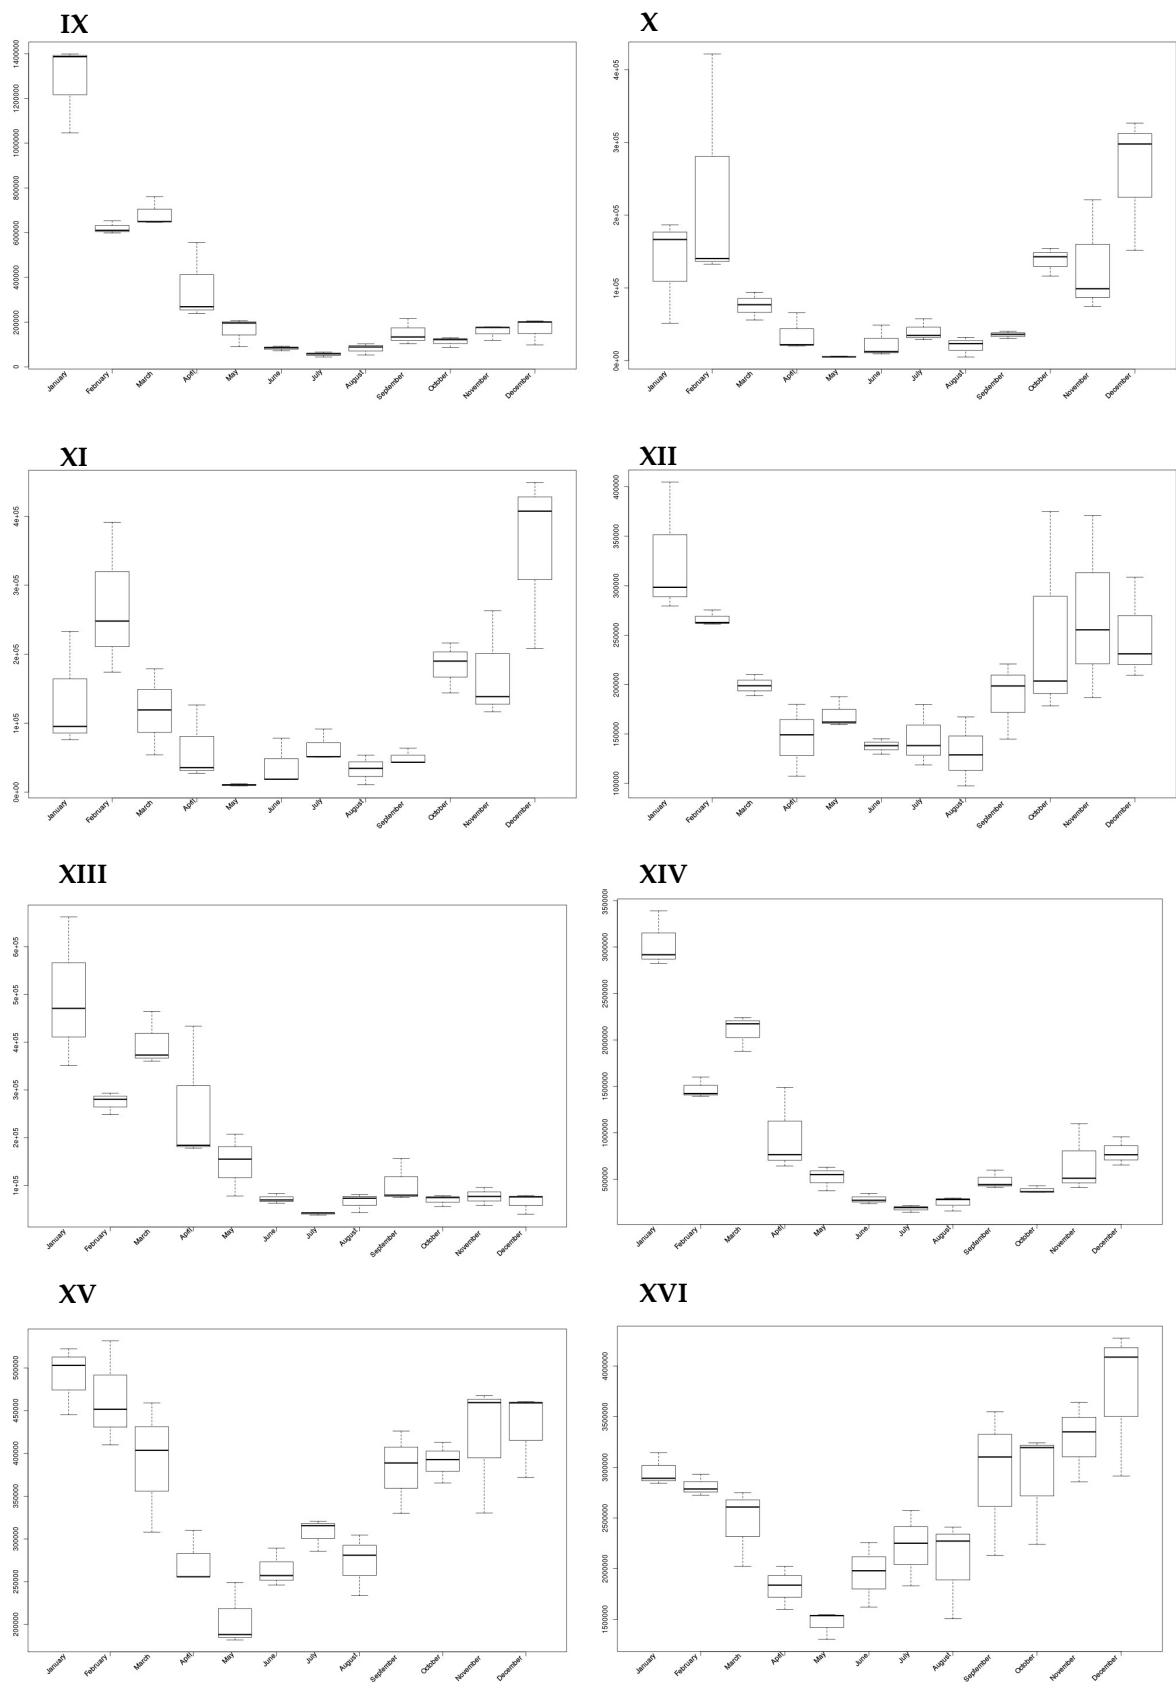 IX
1400000
1200000
1000000
800000
600000
400000
200000
0
January February March April May June July August September October November December
X
4e+05
3e+05
2e+05
1e+05
0e+00
January February March April May June July August September October November December
XI
4e+05
3e+05
2e+05
1e+05
0e+00
January February March April May June July August September October November December
XII
400000
350000
300000
250000
200000
150000
100000
January February March April May June July August September October November December
XIII
6e+05
5e+05
4e+05
3e+05
2e+05
1e+05
January February March April May June July August September October November December
XIV
3500000
3000000
2500000
2000000
1500000
1000000
500000
January February March April May June July August September October November December
XV
500000
450000
400000
350000
300000
250000
200000
January February March April May June July August September October November December
XVI
4000000
3500000
3000000
2500000
2000000
1500000
January February March April May June July August September October November December